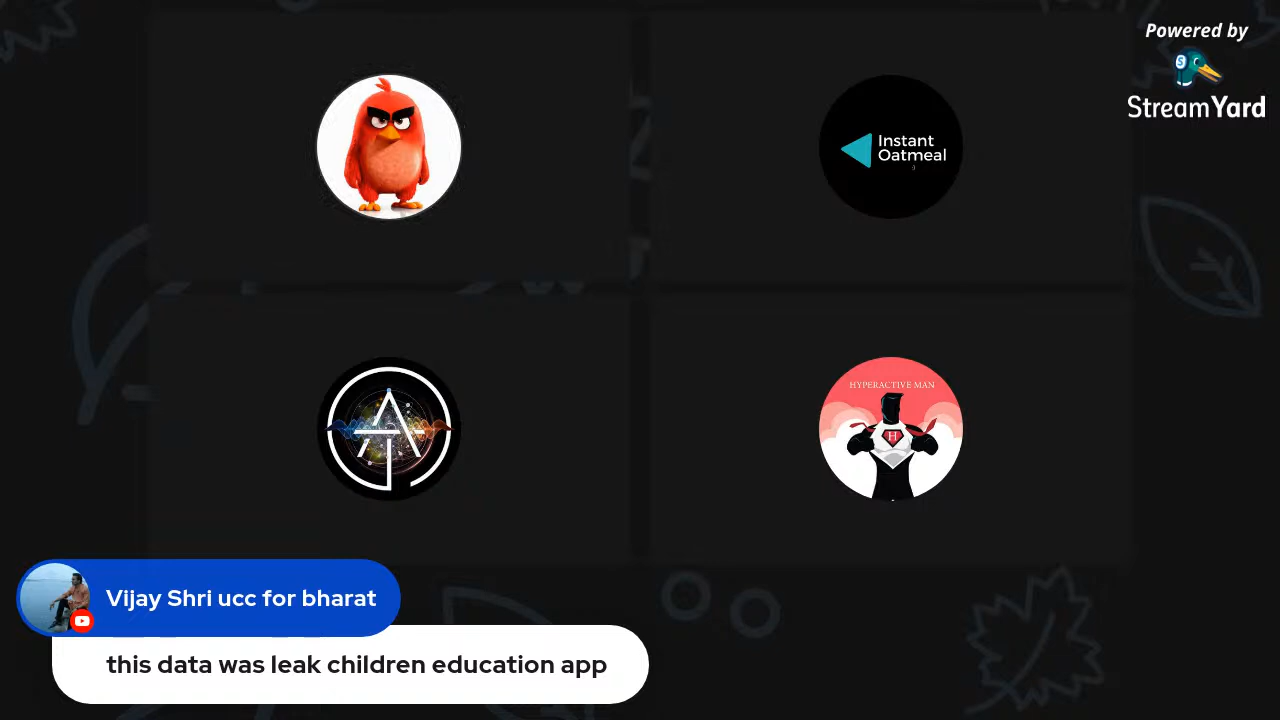 Powered by
StreamYard
Instant
Oatmeal
HYPERACTIVE MAN
H
Vijay Shri ucc for bharat
this data was leak children education app